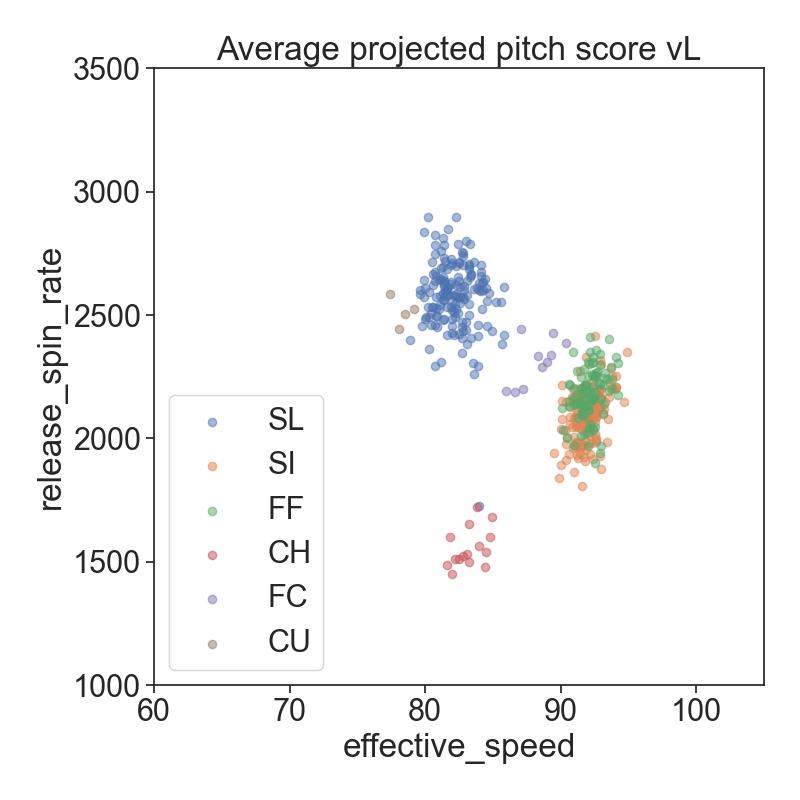 Average projected pitch score vL
3500
3000
2500
2000
1500
1000
release_spin_rate
SL
SI
FF
CH
FC
CU
60 70 80 90 100
effective_speed